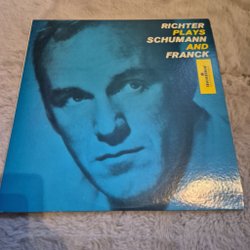 RICHTER
PLAYS
SCHUMANN
AND
FRANCK